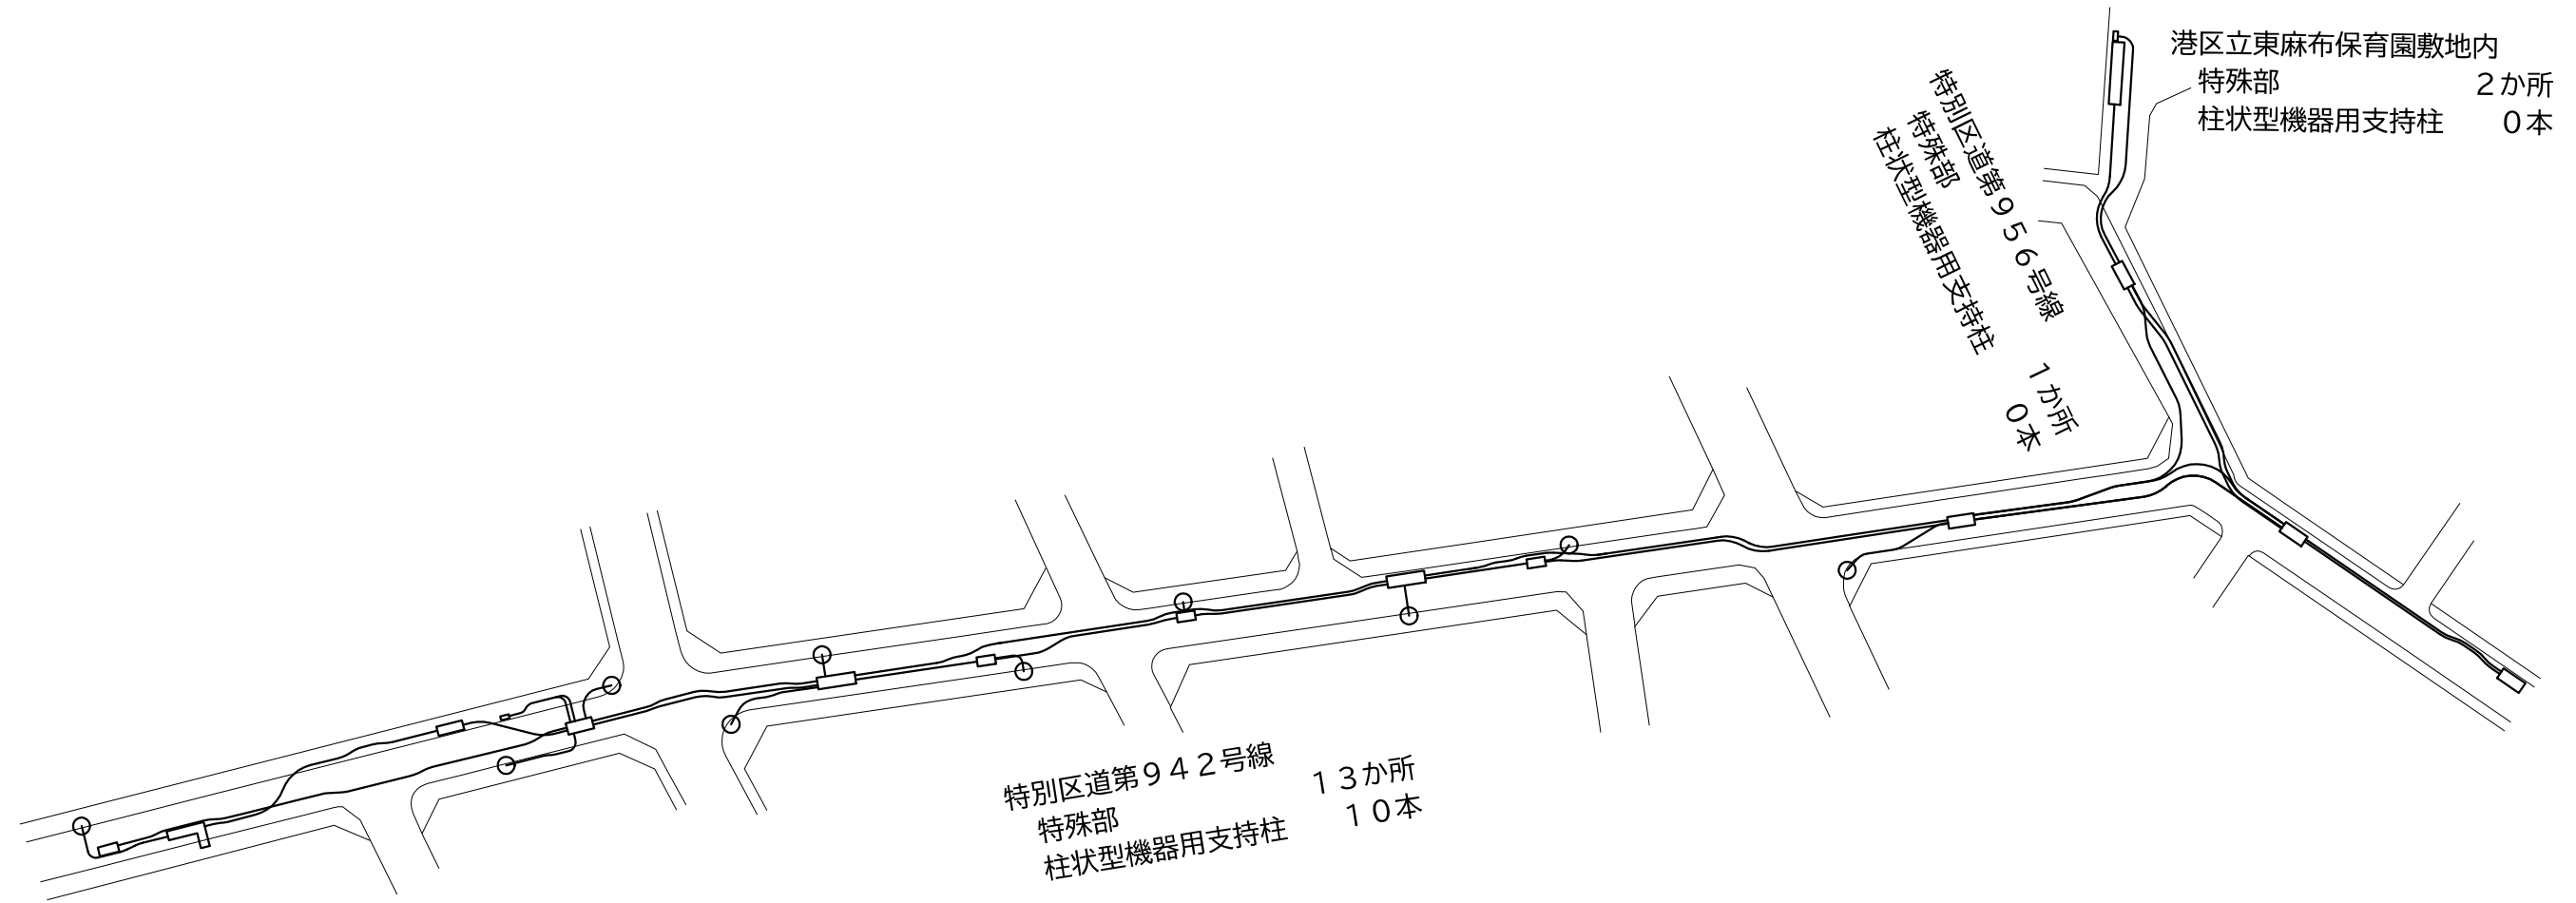 港区立東麻布保育園敷地内
特殊部　２か所
柱状型機器用支持柱　０本
特別区道第９５６号線
特殊部　１か所
柱状型機器用支持柱　０本
特別区道第９４２号線
特殊部　１３か所
柱状型機器用支持柱　１０本